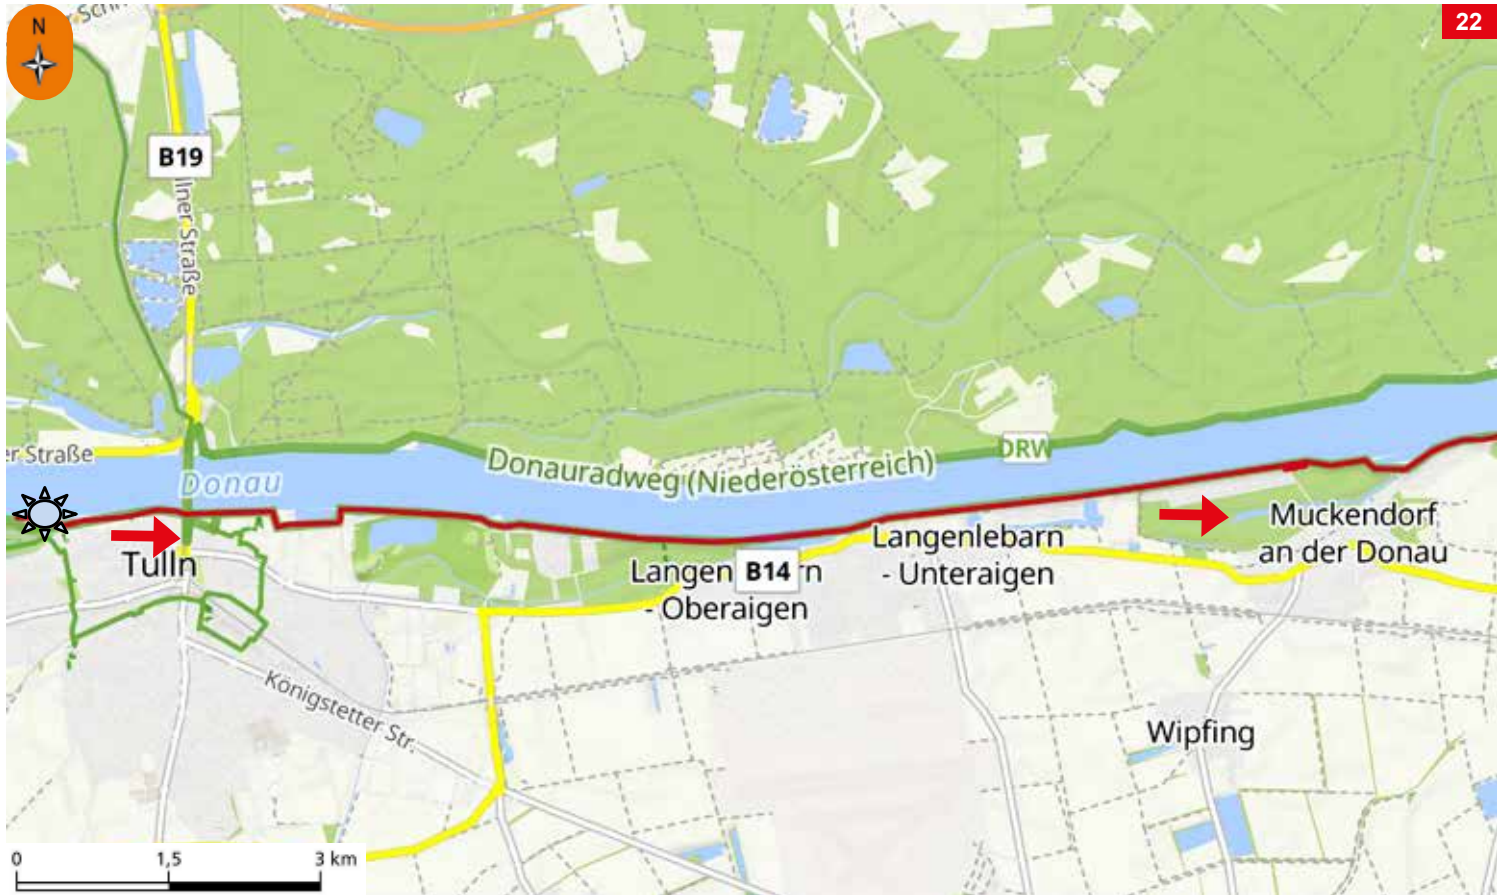 N
22
B19
Straße
Straße
Donau
Donauradweg (Niederösterreich)
DRW
Tulln
Langen
B14
- Oberaigen
Langenlebarn
- Unteraigen
Muckendorf
an der Donau
Königstetter Str.
Wipfing
0 1,5 3 km